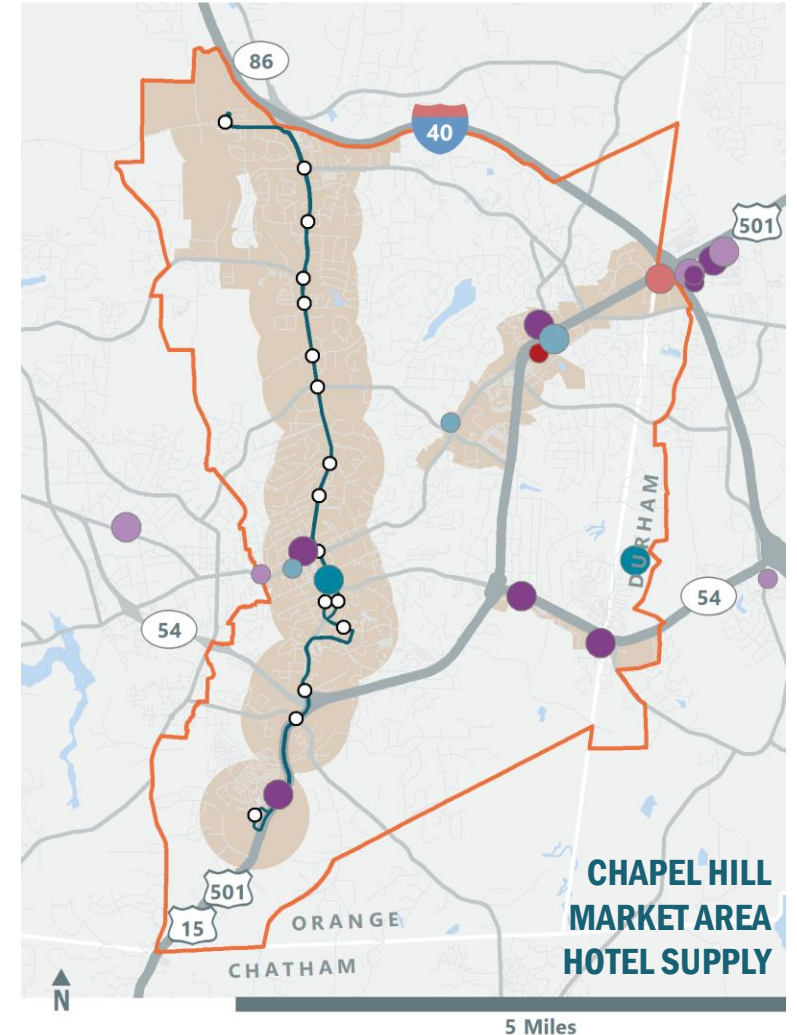 86
40
501
DURHAM
54
54
CHAPEL HILL
MARKET AREA
HOTEL SUPPLY
501
15
ORANGE
CHATHAM
N
5 Miles